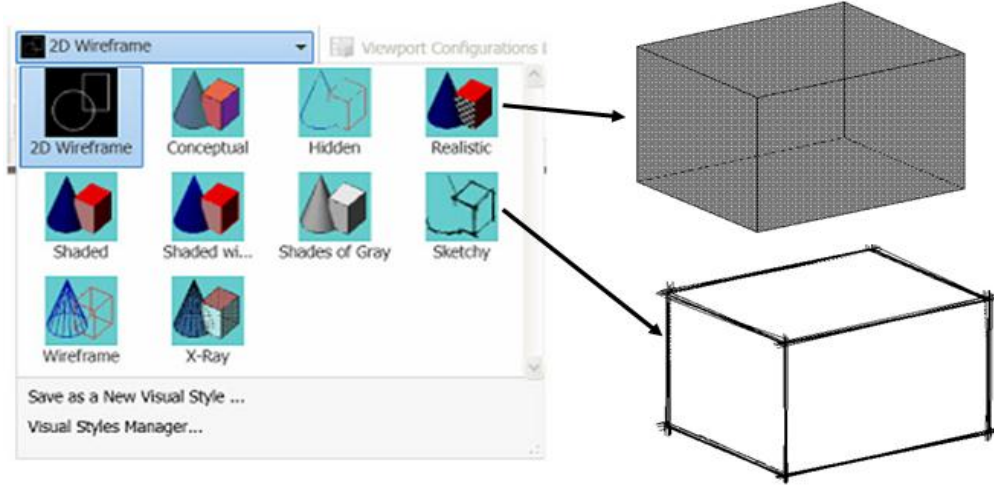 2D Wireframe
Viewport Configurations
2D Wireframe Conceptual Hidden Realistic
Shaded Shaded wi... Shades of Gray Sketchy
Wireframe X-Ray
Save as a New Visual Style ...
Visual Styles Manager...